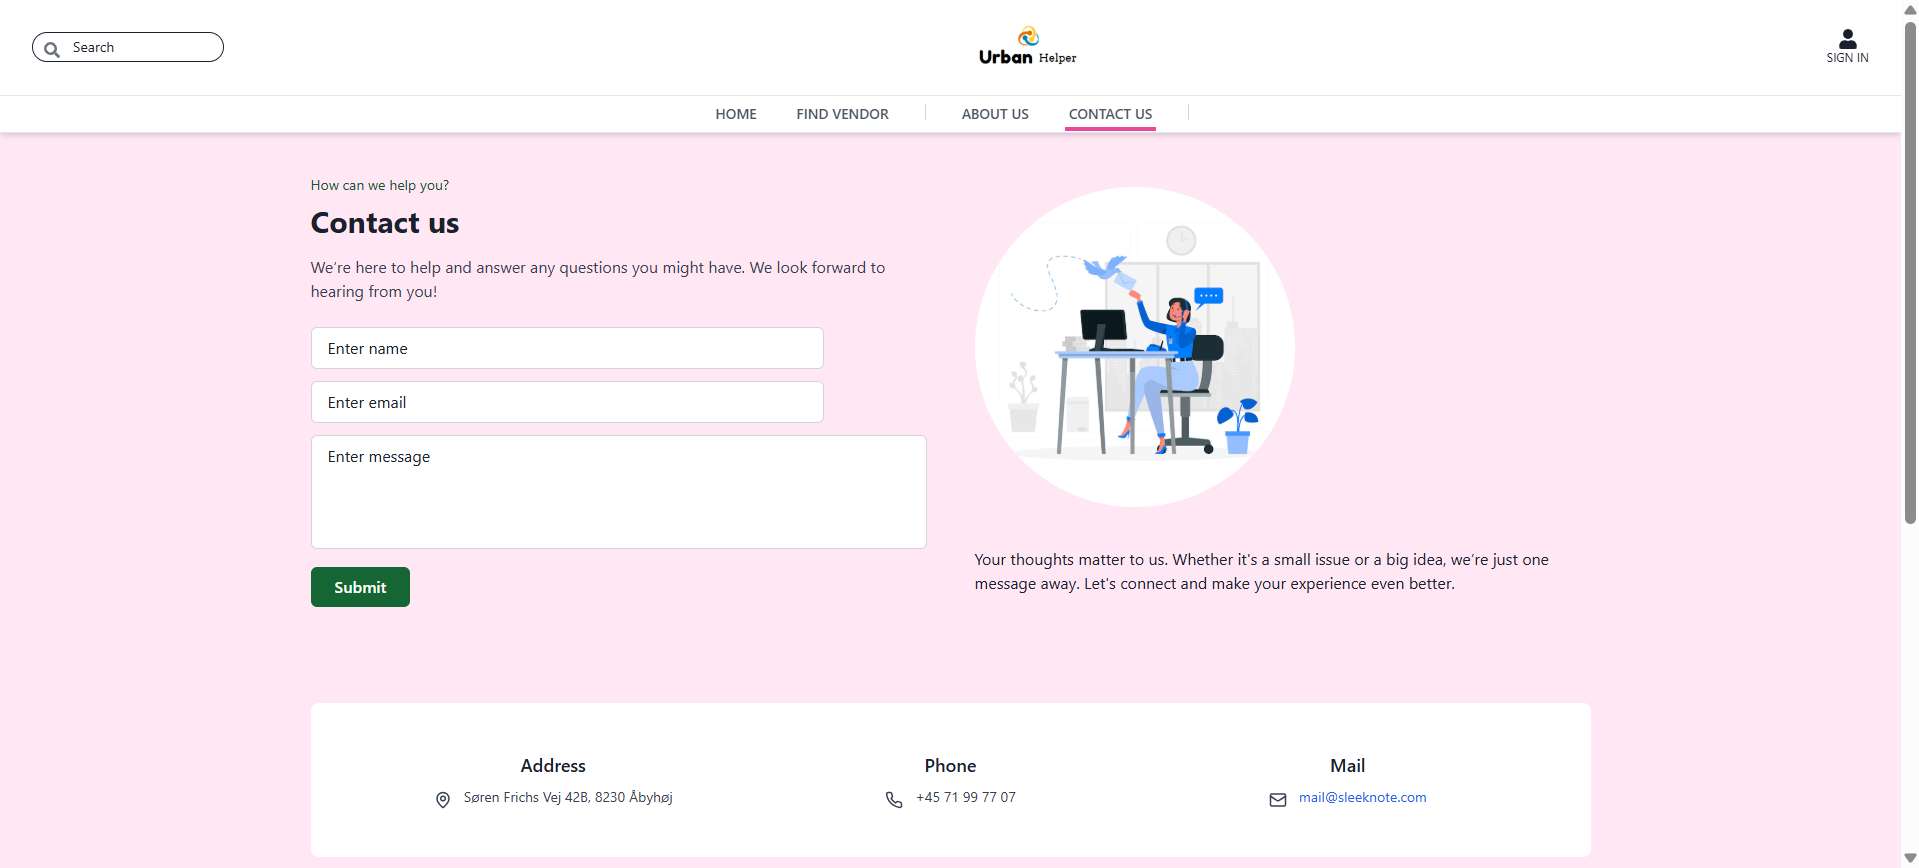 Search
Urban Helper
SIGN IN
HOME
FIND VENDOR
ABOUT US
CONTACT US
How can we help you?
Contact us
We’re here to help and answer any questions you might have. We look forward to
hearing from you!
Enter name
Enter email
Enter message
Submit
Your thoughts matter to us. Whether it's a small issue or a big idea, we’re just one
message away. Let's connect and make your experience even better.
Address
Søren Frichs Vej 42B, 8230 Åbyhøj
Phone
+45 71 99 77 07
Mail
mail@sleeknote.com